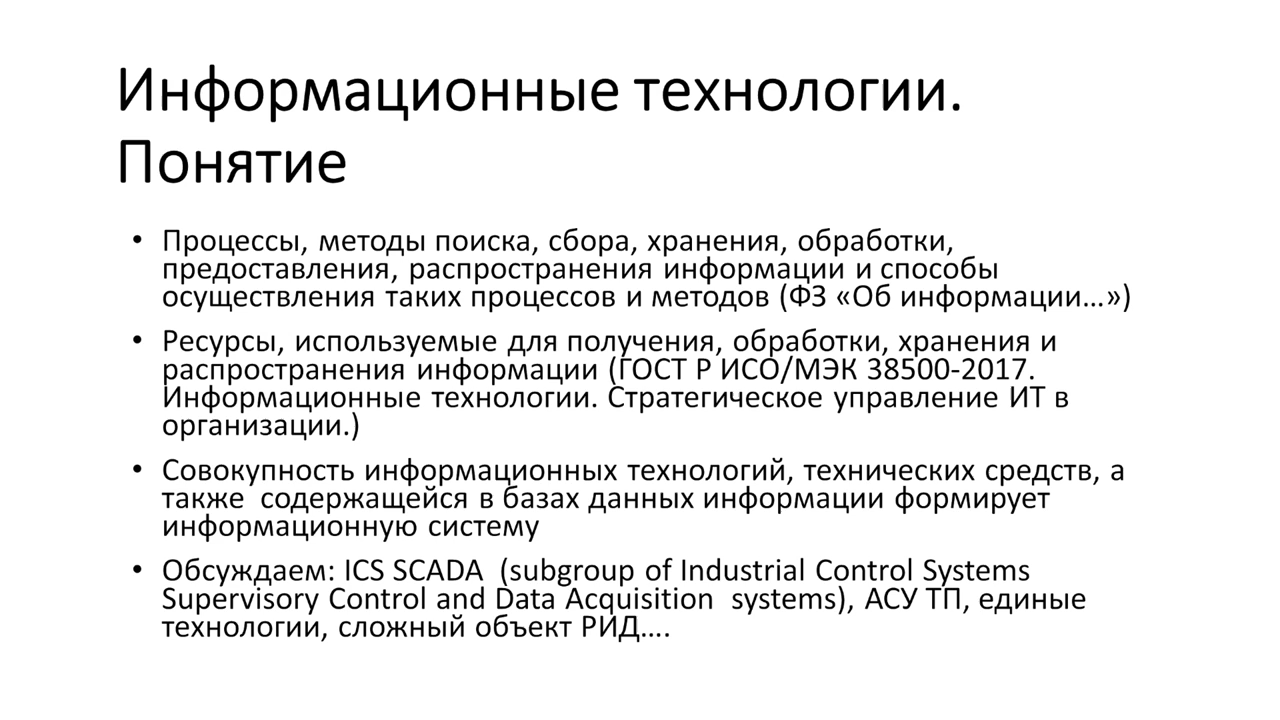 Информационные технологии.
Понятие
• Процессы, методы поиска, сбора, хранения, обработки,
предоставления, распространения информации и способы
осуществления таких процессов и методов (ФЗ «Об информации…»)
• Ресурсы, используемые для получения, обработки, хранения и
распространения информации (ГОСТ Р ИСО/МЭК 38500-2017.
Информационные технологии. Стратегическое управление ИТ в
организации.)
• Совокупность информационных технологий, технических средств, а
также  содержащейся в базах данных информации формирует
информационную систему
• Обсуждаем: ICS SCADA  (subgroup of Industrial Control Systems
Supervisory Control and Data Acquisition  systems), АСУ ТП, единые
технологии, сложный объект РИД….